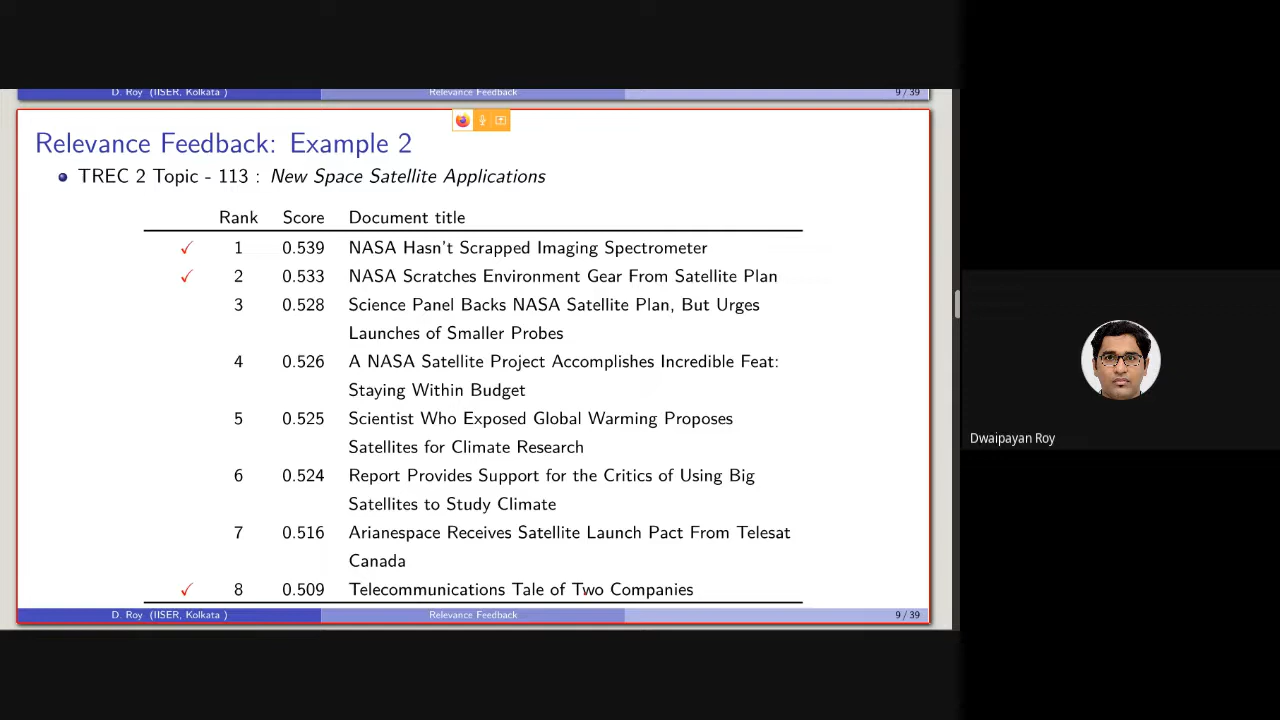 D. Roy (IISER, Kolkata ) Relevance Feedback 9 / 39
Relevance Feedback: Example 2
TREC 2 Topic - 113 : New Space Satellite Applications
Rank Score Document title
✓ 1 0.539 NASA Hasn't Scrapped Imaging Spectrometer
✓ 2 0.533 NASA Scratches Environment Gear From Satellite Plan
3 0.528 Science Panel Backs NASA Satellite Plan, But Urges
Launches of Smaller Probes
4 0.526 A NASA Satellite Project Accomplishes Incredible Feat:
Staying Within Budget
5 0.525 Scientist Who Exposed Global Warming Proposes
Satellites for Climate Research
6 0.524 Report Provides Support for the Critics of Using Big
Satellites to Study Climate
7 0.516 Arianespace Receives Satellite Launch Pact From Telesat
Canada
✓ 8 0.509 Telecommunications Tale of Two Companies
D. Roy (IISER, Kolkata ) Relevance Feedback 9 / 39
Dwaipayan Roy